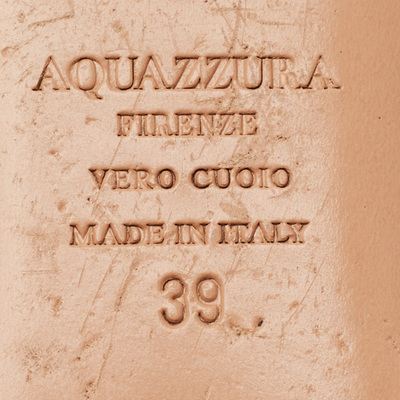 AQUAZZURA
FIRENZE
VERO CUOIO
MADE IN ITALY
39